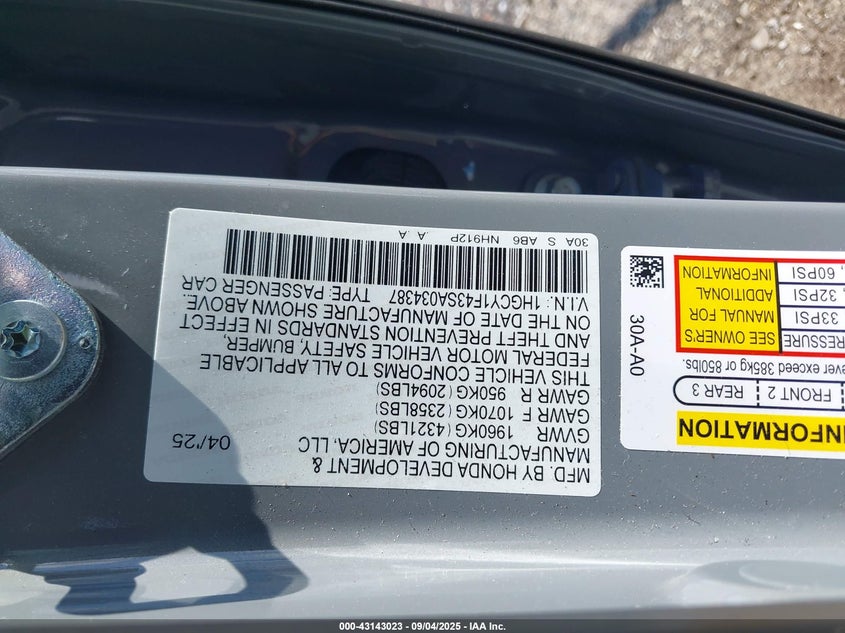 MFD. BY HONDA DEVELOPMENT &
MANUFACTURING OF AMERICA, LLC
04/'25
GVWR 1960KG (4321LBS)
GAWR F 1070KG (2358LBS)
GAWR R 950KG (2094LBS)
THIS VEHICLE CONFORMS TO ALL APPLICABLE
FEDERAL MOTOR VEHICLE SAFETY, BUMPER,
AND THEFT PREVENTION STANDARDS IN EFFECT
ON THE DATE OF MANUFACTURE SHOWN ABOVE.
V.I.N.: 1HGCY1F43SA034387 TYPE: PASSENGER CAR
30A S AB6 NH912P .A .A
INFORMATION
FRONT 2 REAR 3
ever exceed 385kg or 850lbs.
RESSURE
33PSI
, 32PSI
, 60PSI
SEE OWNER'S
MANUAL FOR
ADDITIONAL
INFORMATION
30A-A0
000-43143023 - 09/04/2025 - IAA Inc.